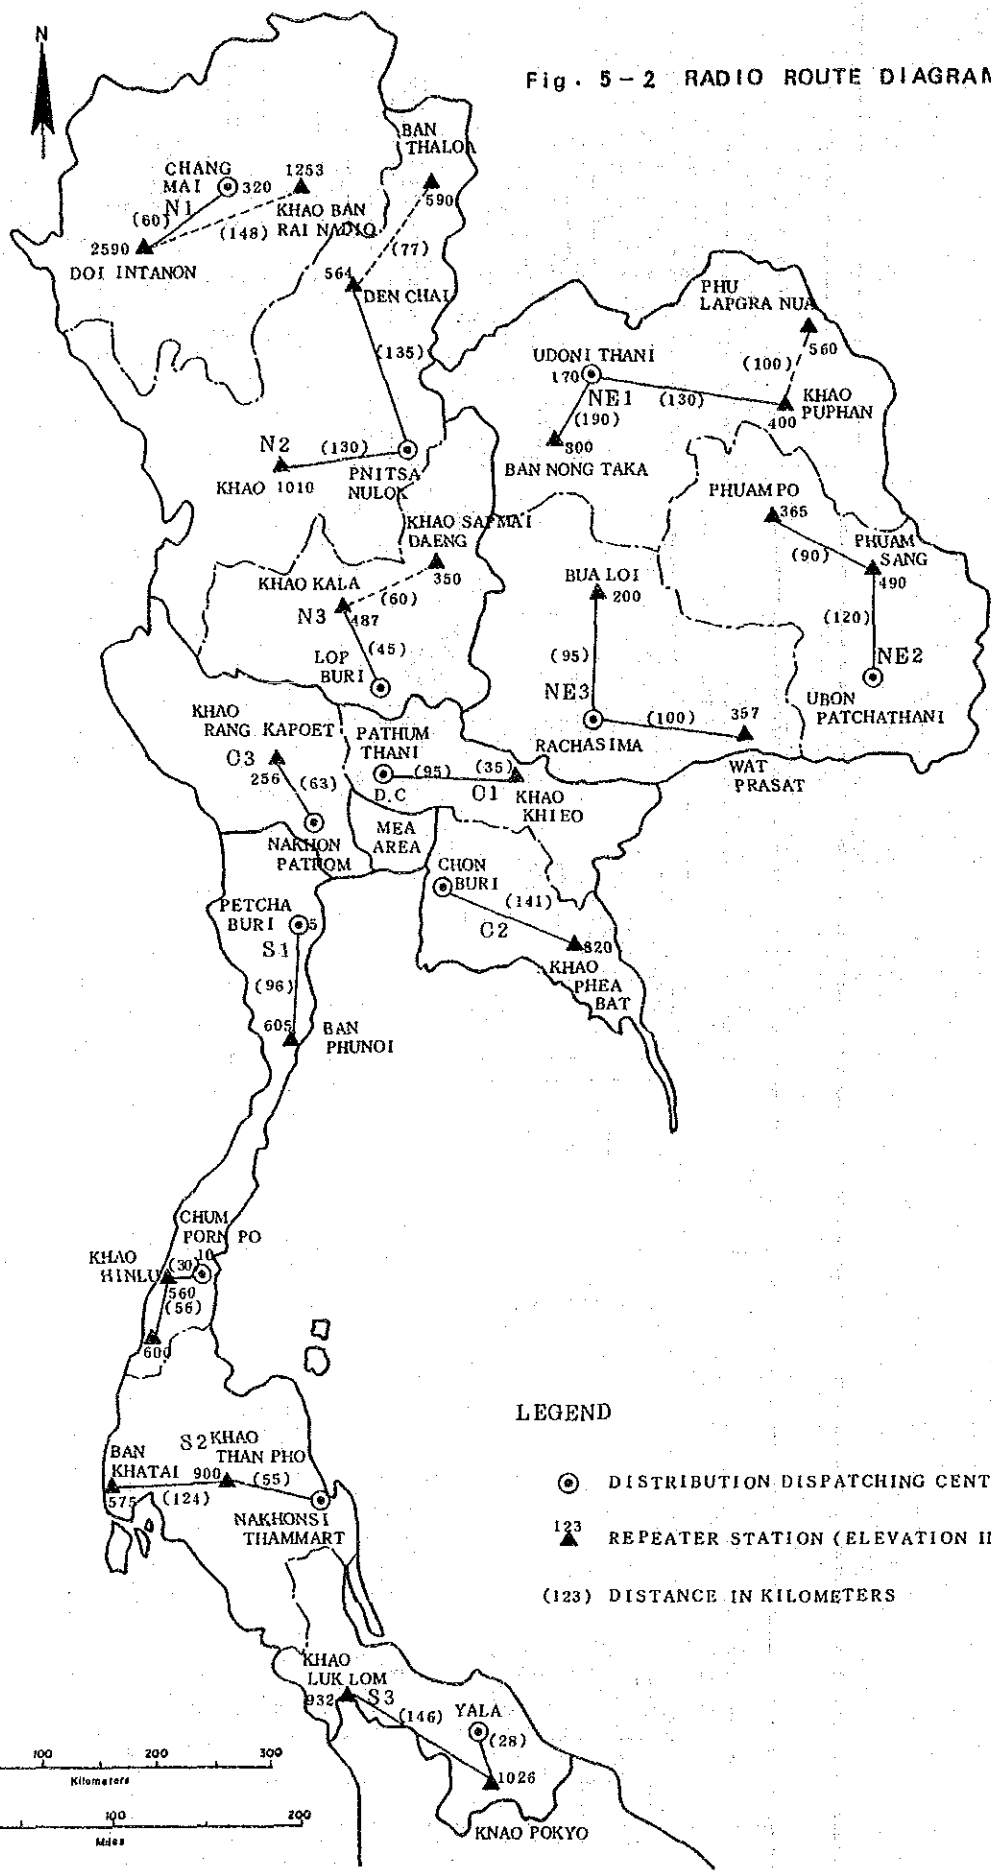 N
Fig. 5-2 RADIO ROUTE DIAGRAM
BAN
THALOA
590
CHANG
MAI
N1
320
1253
KHAO BAN
RAI NADIO
(60)
(148)
2590
DOI INTANON
(77)
564
DEN CHAI
(135)
N2
(130)
KHAO 1010
PNITSA
NULOK
PHU
LAPGRA NUA
560
(100)
UDONI THANI
170
NE1
(130)
(190)
KHAO
PUPHAN
400
300
BAN NONG TAKA
PHUAM PO
365
(90)
PHUAM
SANG
490
(120)
NE2
UBON
PATCHATHANI
KHAO SAPMAI
DAENG
350
KHAO KALA
(60)
N3
487
(45)
LOP
BURI
BUA LOI
200
(95)
NE3
(100)
357
RACHASIMA
WAT
PRASAT
KHAO
RANG KAPOET
C3
256
(63)
NAKHON
PATHOM
PATHUM
THANI
(95)
(35)
D.C
C1
KHAO
KHIEO
MEA
AREA
CHON
BURI
(141)
C2
820
KHAO
PHEA
BAT
PETCHA
BURI
5
S1
(96)
605
BAN
PHUNOI
CHUM
PORN PO
KHAO
HINLU
(30)
10
560
(56)
600
S2
KHAO
THAN PHO
BAN
KHATAI
900
(55)
575
(124)
NAKHONSI
THAMMART
LEGEND
DISTRIBUTION DISPATCHING CENT
123
REPEATER STATION (ELEVATION IN
(123) DISTANCE IN KILOMETERS
KHAO
LUK LOM
932
S3
(146)
YALA
(28)
1026
KNAO POKYO
100 200 300
Kilometers
100 200
Miles